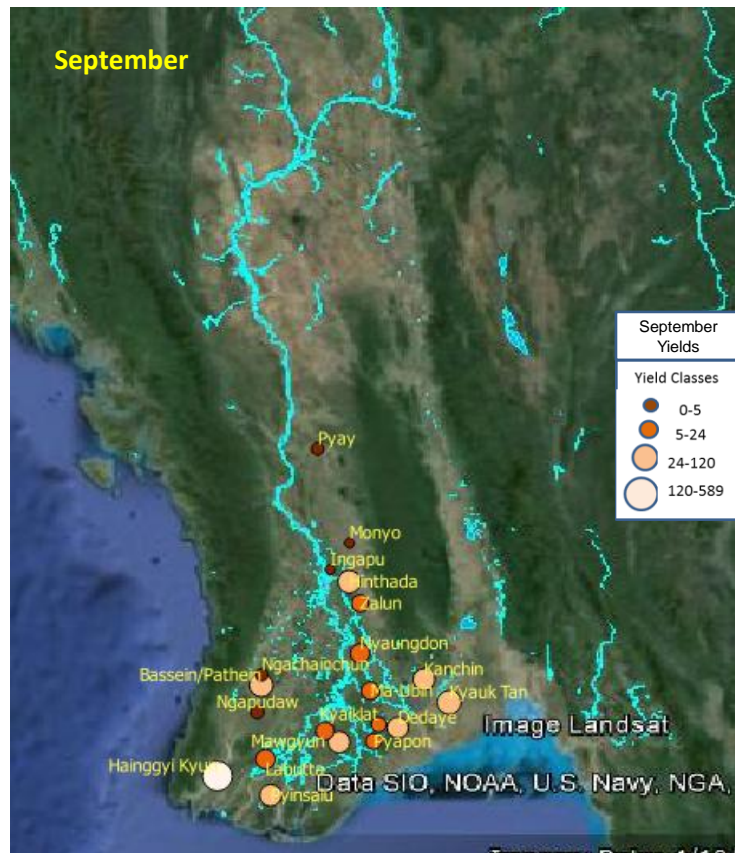 September
September
Yields
Yield Classes
0-5
5-24
24-120
120-589
Pyay
Monyo
Ingapu
Hinthada
Zalun
Nyaungdon
Ngachaiochun
Bassein/Pathein
Kanchin
Ma-Ubin
Kyauk Tan
Ngapudaw
Kyaiklat
Dedaye
Image Landsat
Mawgyun
Pyapon
Hainggyi Kyun
Labutta
Data SIO, NOAA, U.S. Navy, NGA,
Pyinsalu